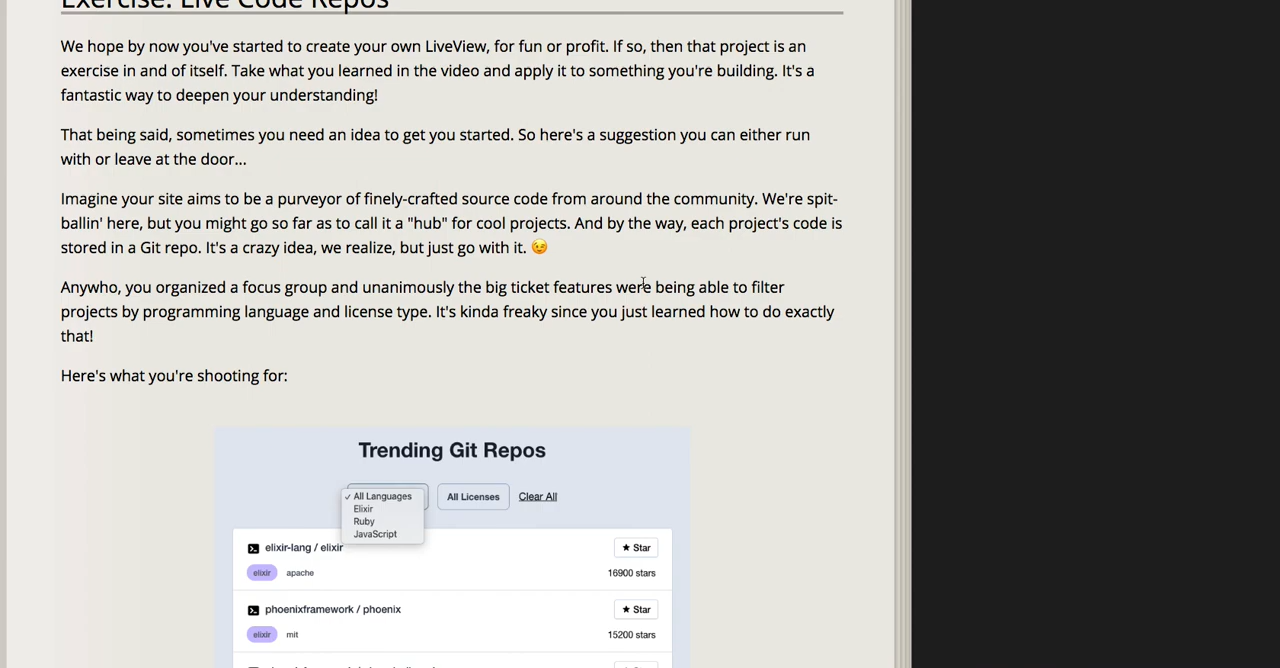 Exercise: Live Code Repos
We hope by now you've started to create your own LiveView, for fun or profit. If so, then that project is an
exercise in and of itself. Take what you learned in the video and apply it to something you're building. It's a
fantastic way to deepen your understanding!
That being said, sometimes you need an idea to get you started. So here's a suggestion you can either run
with or leave at the door...
Imagine your site aims to be a purveyor of finely-crafted source code from around the community. We're spit-
ballin' here, but you might go so far as to call it a "hub" for cool projects. And by the way, each project's code is
stored in a Git repo. It's a crazy idea, we realize, but just go with it. 😉
Anywho, you organized a focus group and unanimously the big ticket features were being able to filter
projects by programming language and license type. It's kinda freaky since you just learned how to do exactly
that!
Here's what you're shooting for:
Trending Git Repos
✓ All Languages
All Licenses
Clear All
Elixir
Ruby
JavaScript
elixir-lang / elixir
★ Star
elixir
apache
16900 stars
phoenixframework / phoenix
★ Star
elixir
mit
15200 stars